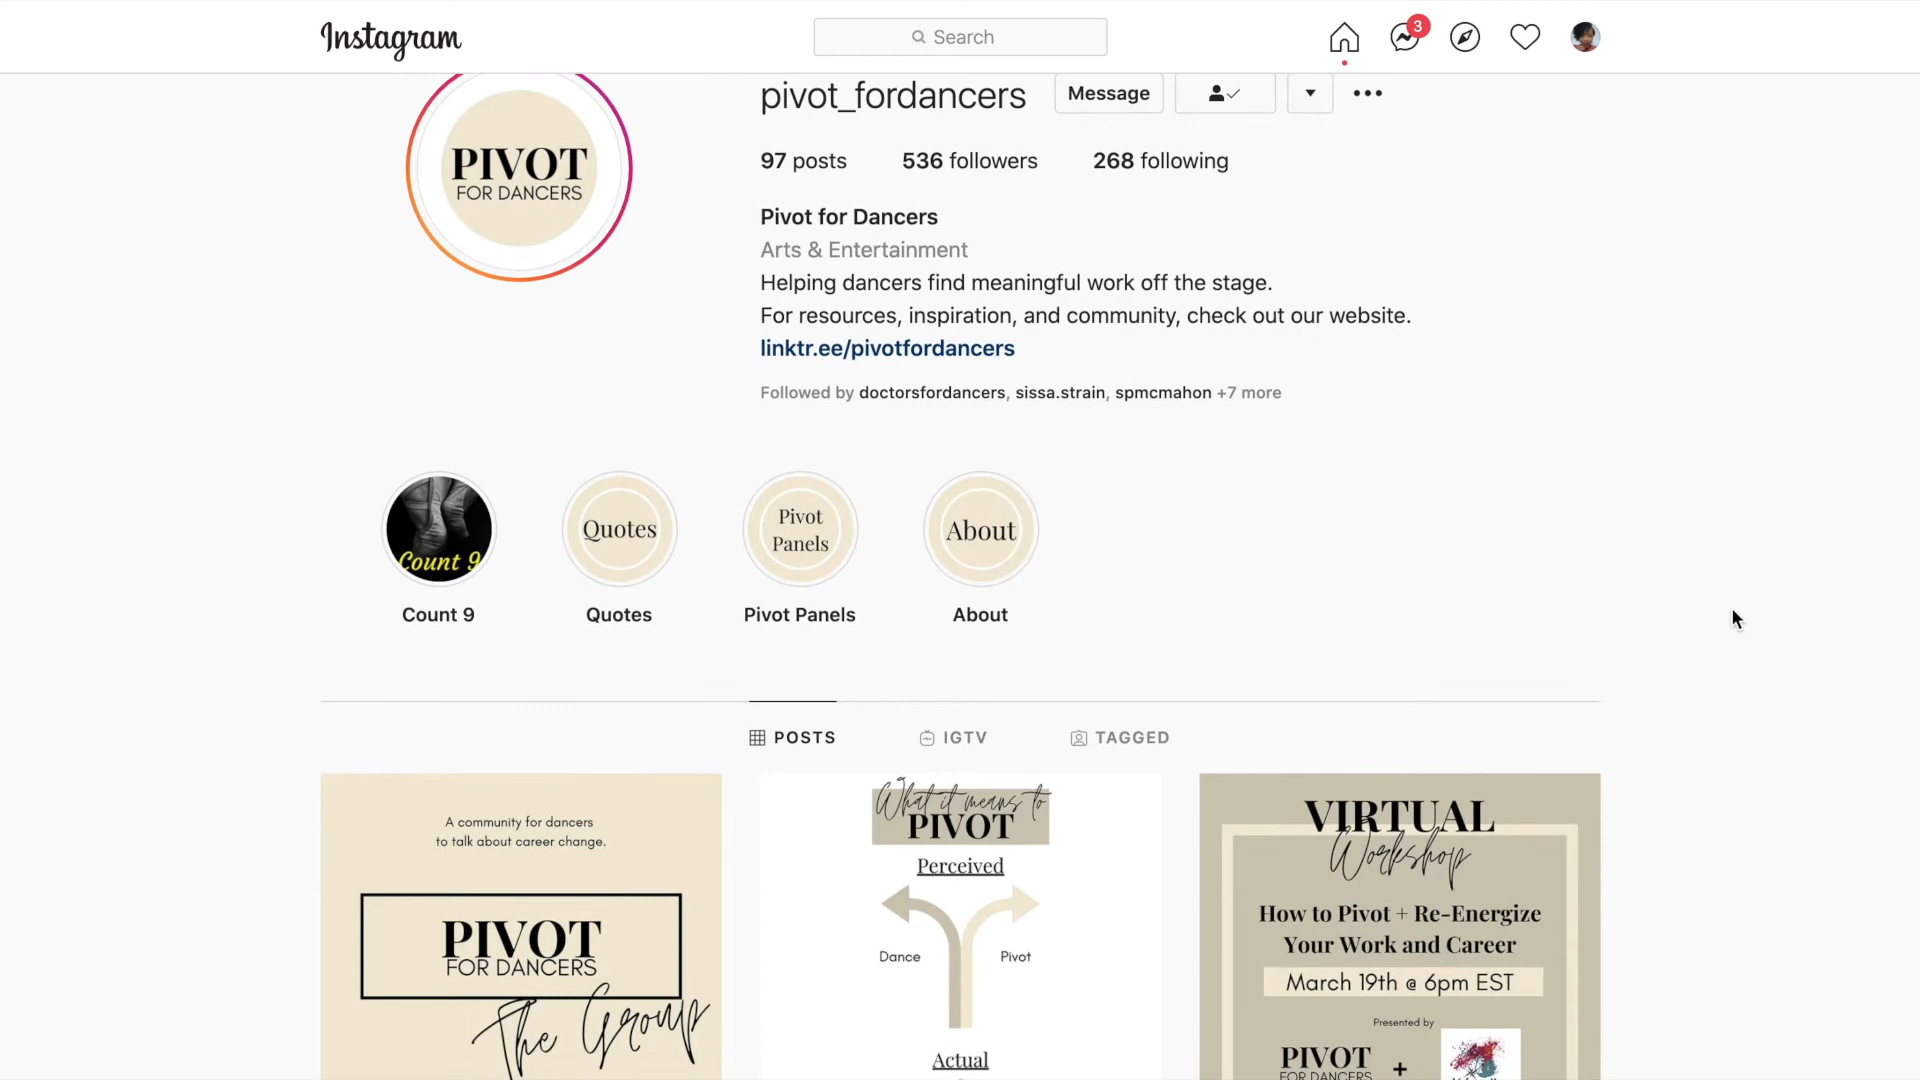 Instagram
Search
3
PIVOT
FOR DANCERS
pivot_fordancers
Message
97 posts 536 followers 268 following
Pivot for Dancers
Arts & Entertainment
Helping dancers find meaningful work off the stage.
For resources, inspiration, and community, check out our website.
linktr.ee/pivotfordancers
Followed by doctorsfordancers, sissa.strain, spmcmahon +7 more
Count 9
Quotes
Pivot
Panels
About
Count 9
Quotes
Pivot Panels
About
POSTS
IGTV
TAGGED
A community for dancers
to talk about career change.
PIVOT
FOR DANCERS
The Group
What it means to
PIVOT
Perceived
Dance
Pivot
Actual
VIRTUAL
Workshop
How to Pivot + Re-Energize
Your Work and Career
March 19th @ 6pm EST
Presented by
PIVOT
FOR DANCERS
+